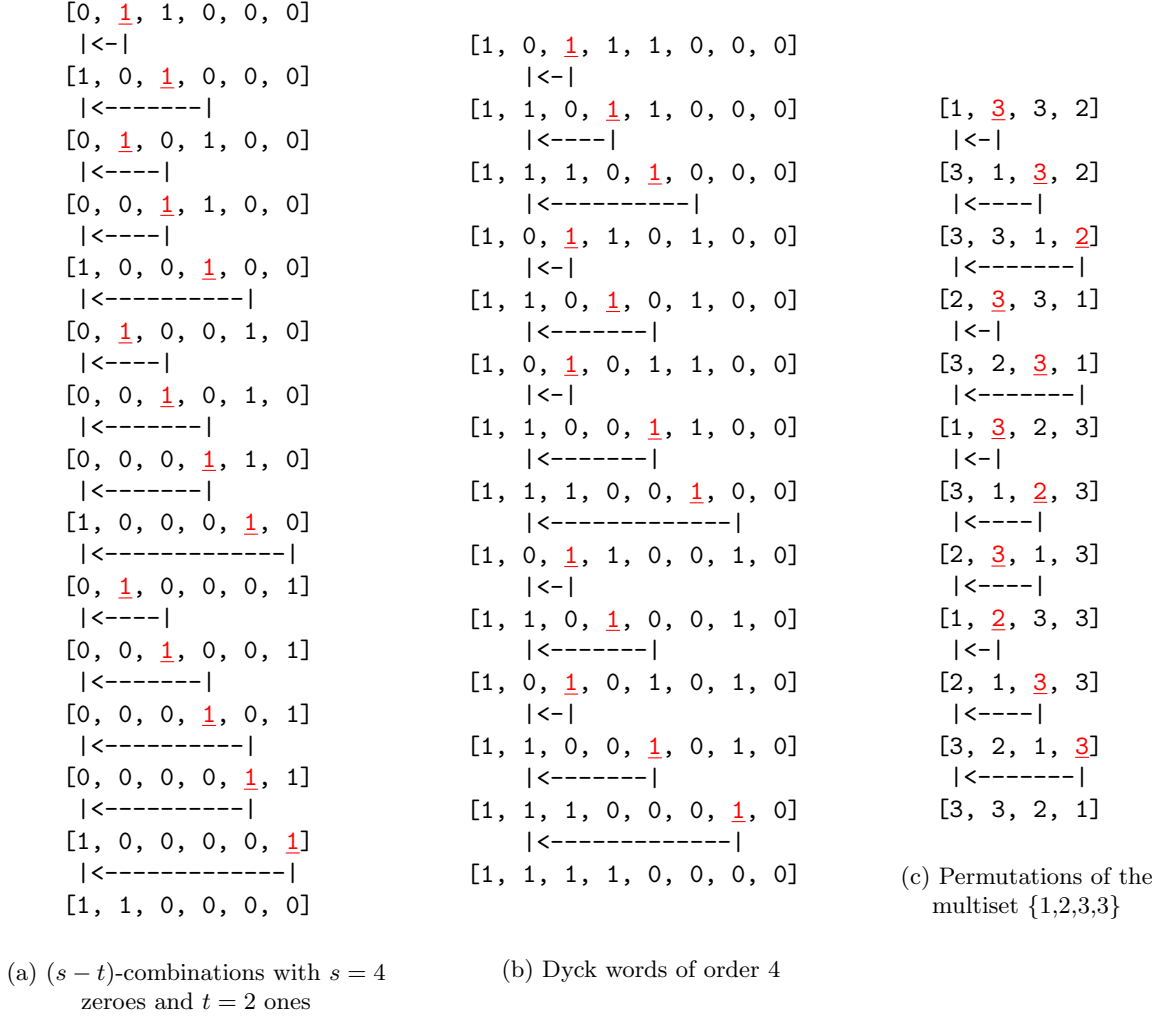 [0, 1, 1, 0, 0, 0]
|<-|
[1, 0, 1, 0, 0, 0]
|<-------|
[0, 1, 0, 1, 0, 0]
|<----|
[0, 0, 1, 1, 0, 0]
|<----|
[1, 0, 0, 1, 0, 0]
|<----------|
[0, 1, 0, 0, 1, 0]
|<----|
[0, 0, 1, 0, 1, 0]
|<-------|
[0, 0, 0, 1, 1, 0]
|<-------|
[1, 0, 0, 0, 1, 0]
|<-------------|
[0, 1, 0, 0, 0, 1]
|<----|
[0, 0, 1, 0, 0, 1]
|<-------|
[0, 0, 0, 1, 0, 1]
|<----------|
[0, 0, 0, 0, 1, 1]
|<----------|
[1, 0, 0, 0, 0, 1]
|<-------------|
[1, 1, 0, 0, 0, 0]
(a) (s − t)-combinations with s = 4
zeroes and t = 2 ones
[1, 0, 1, 1, 1, 0, 0, 0]
|<-|
[1, 1, 0, 1, 1, 0, 0, 0]
|<----|
[1, 1, 1, 0, 1, 0, 0, 0]
|<----------|
[1, 0, 1, 1, 0, 1, 0, 0]
|<-|
[1, 1, 0, 1, 0, 1, 0, 0]
|<-------|
[1, 0, 1, 0, 1, 1, 0, 0]
|<-|
[1, 1, 0, 0, 1, 1, 0, 0]
|<-------|
[1, 1, 1, 0, 0, 1, 0, 0]
|<-------------|
[1, 0, 1, 1, 0, 0, 1, 0]
|<-|
[1, 1, 0, 1, 0, 0, 1, 0]
|<-------|
[1, 0, 1, 0, 1, 0, 1, 0]
|<-|
[1, 1, 0, 0, 1, 0, 1, 0]
|<-------|
[1, 1, 1, 0, 0, 0, 1, 0]
|<-------------|
[1, 1, 1, 1, 0, 0, 0, 0]
(b) Dyck words of order 4
[1, 3, 3, 2]
|<-|
[3, 1, 3, 2]
|<----|
[3, 3, 1, 2]
|<-------|
[2, 3, 3, 1]
|<-|
[3, 2, 3, 1]
|<-------|
[1, 3, 2, 3]
|<-|
[3, 1, 2, 3]
|<----|
[2, 3, 1, 3]
|<----|
[1, 2, 3, 3]
|<-|
[2, 1, 3, 3]
|<----|
[3, 2, 1, 3]
|<-------|
[3, 3, 2, 1]
(c) Permutations of the
multiset {1,2,3,3}